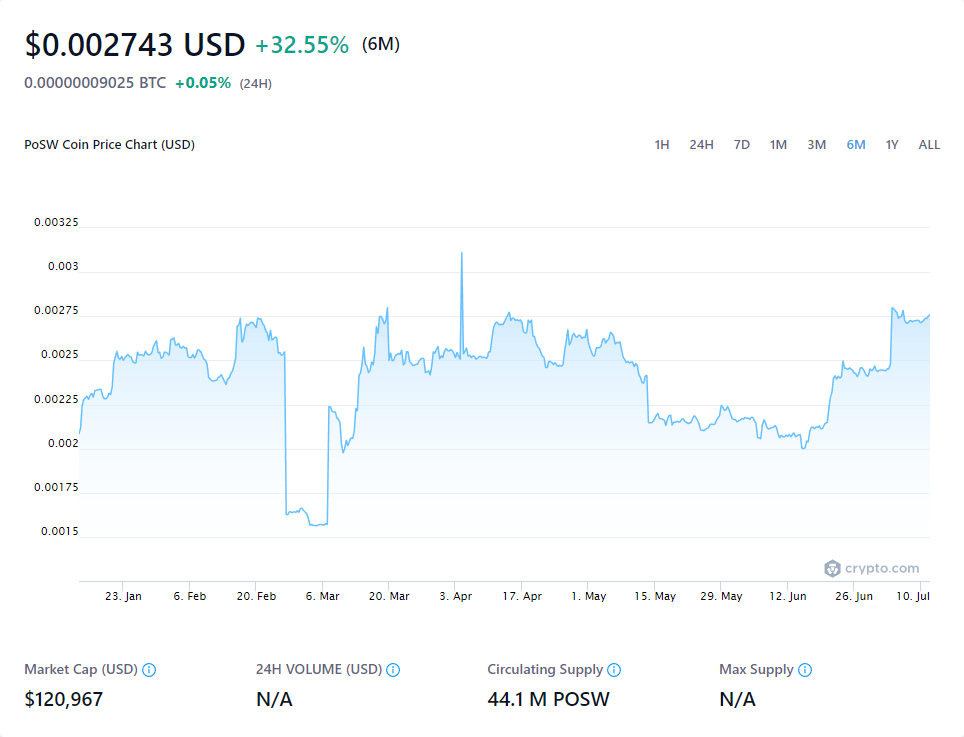 $0.002743 USD +32.55% (6M)
0.00000009025 BTC +0.05% (24H)
PoSW Coin Price Chart (USD) 1H 24H 7D 1M 3M 6M 1Y ALL
0.00325
0.003
0.00275
0.0025
0.00225
0.002
0.00175
0.0015
crypto.com
23. Jan 6. Feb 20. Feb 6. Mar 20. Mar 3. Apr 17. Apr 1. May 15. May 29. May 12. Jun 26. Jun 10. Jul
Market Cap (USD) 24H VOLUME (USD) Circulating Supply Max Supply
$120,967 N/A 44.1 M POSW N/A